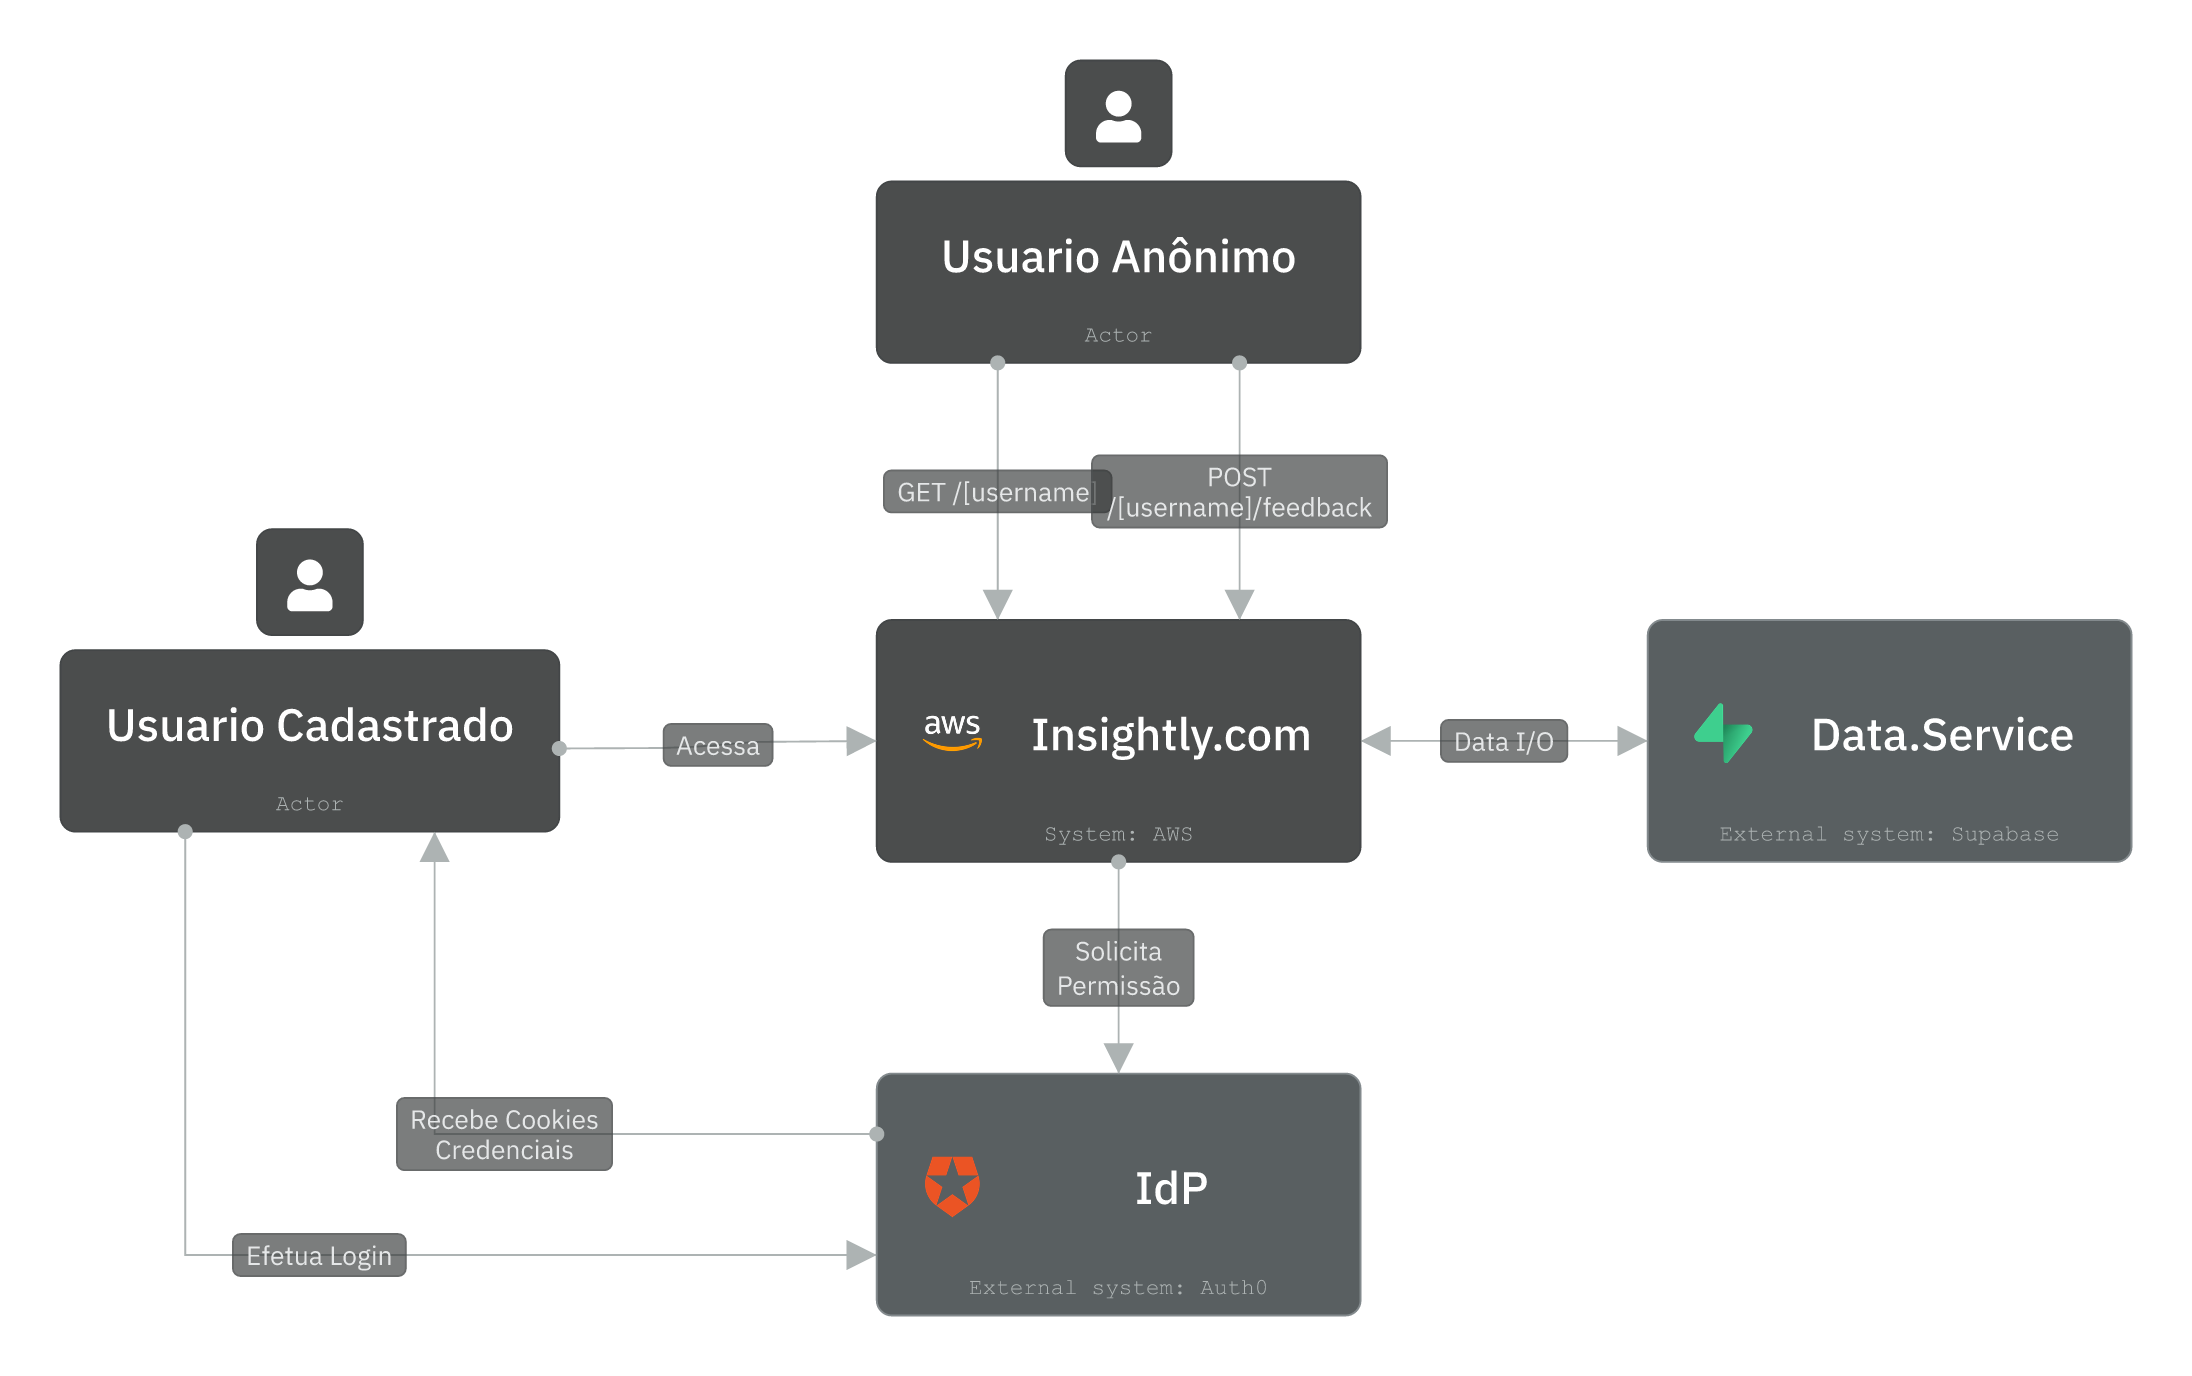 Usuario Anônimo
Actor
GET /[username]
POST
/[username]/feedback
Usuario Cadastrado
Actor
Acessa
aws
Insightly.com
System: AWS
Data I/O
Data.Service
External system: Supabase
Solicita
Permissão
Recebe Cookies
Credenciais
Efetua Login
IdP
External system: Auth0